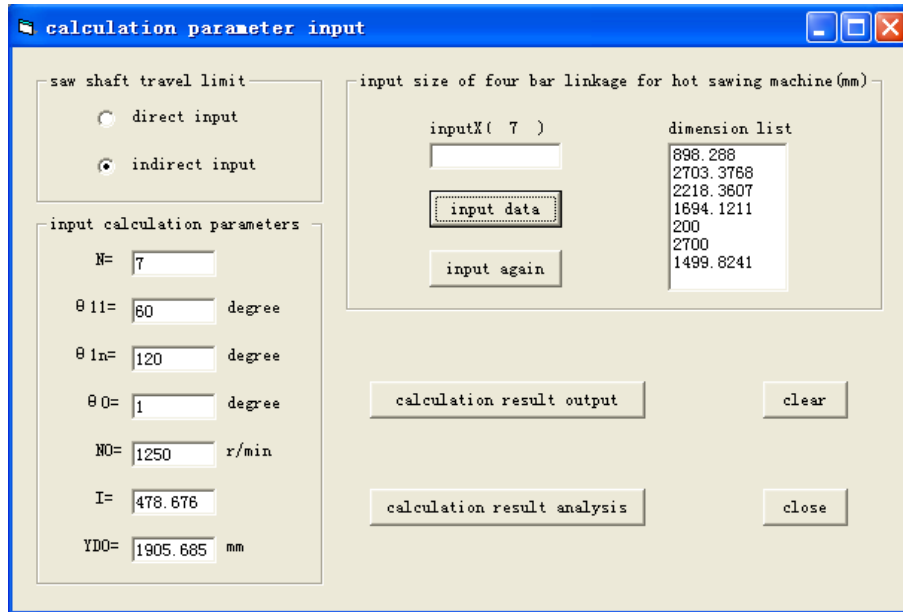 calculation parameter input
saw shaft travel limit
direct input
indirect input
input calculation parameters
N= 7
θ11= 60 degree
θ1n= 120 degree
θ0= 1 degree
N0= 1250 r/min
I= 478.676
YD0= 1905.685 mm
input size of four bar linkage for hot sawing machine(mm)
inputX( 7 )
input data
input again
dimension list
898.288
2703.3768
2218.3607
1694.1211
200
2700
1499.8241
calculation result output
clear
calculation result analysis
close